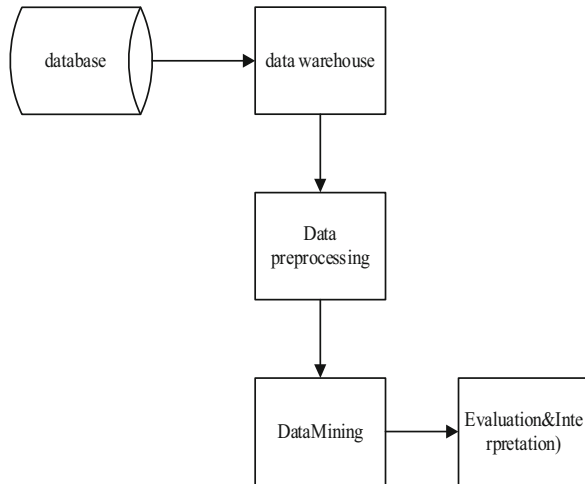 database
data warehouse
Data
preprocessing
DataMining
Evaluation&Inte
rpretation)